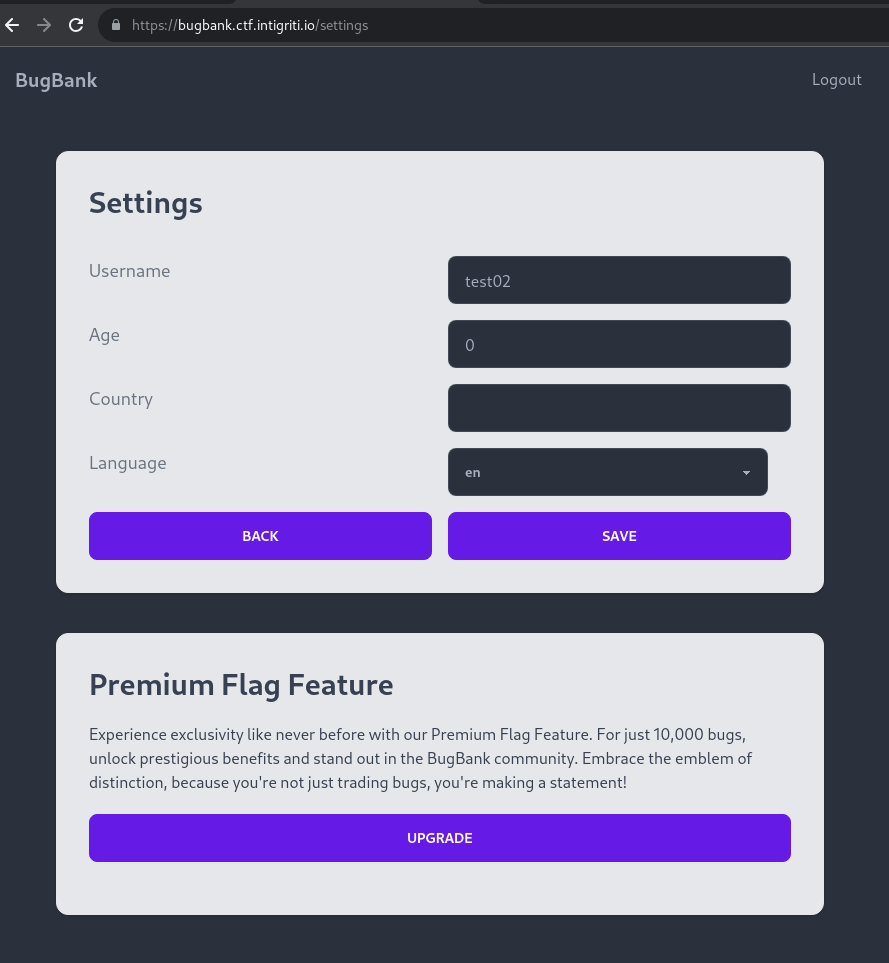 https://bugbank.ctf.intigriti.io/settings
BugBank
Logout
Settings
Username
test02
Age
0
Country
Language
en
BACK
SAVE
Premium Flag Feature
Experience exclusivity like never before with our Premium Flag Feature. For just 10,000 bugs,
unlock prestigious benefits and stand out in the BugBank community. Embrace the emblem of
distinction, because you're not just trading bugs, you're making a statement!
UPGRADE